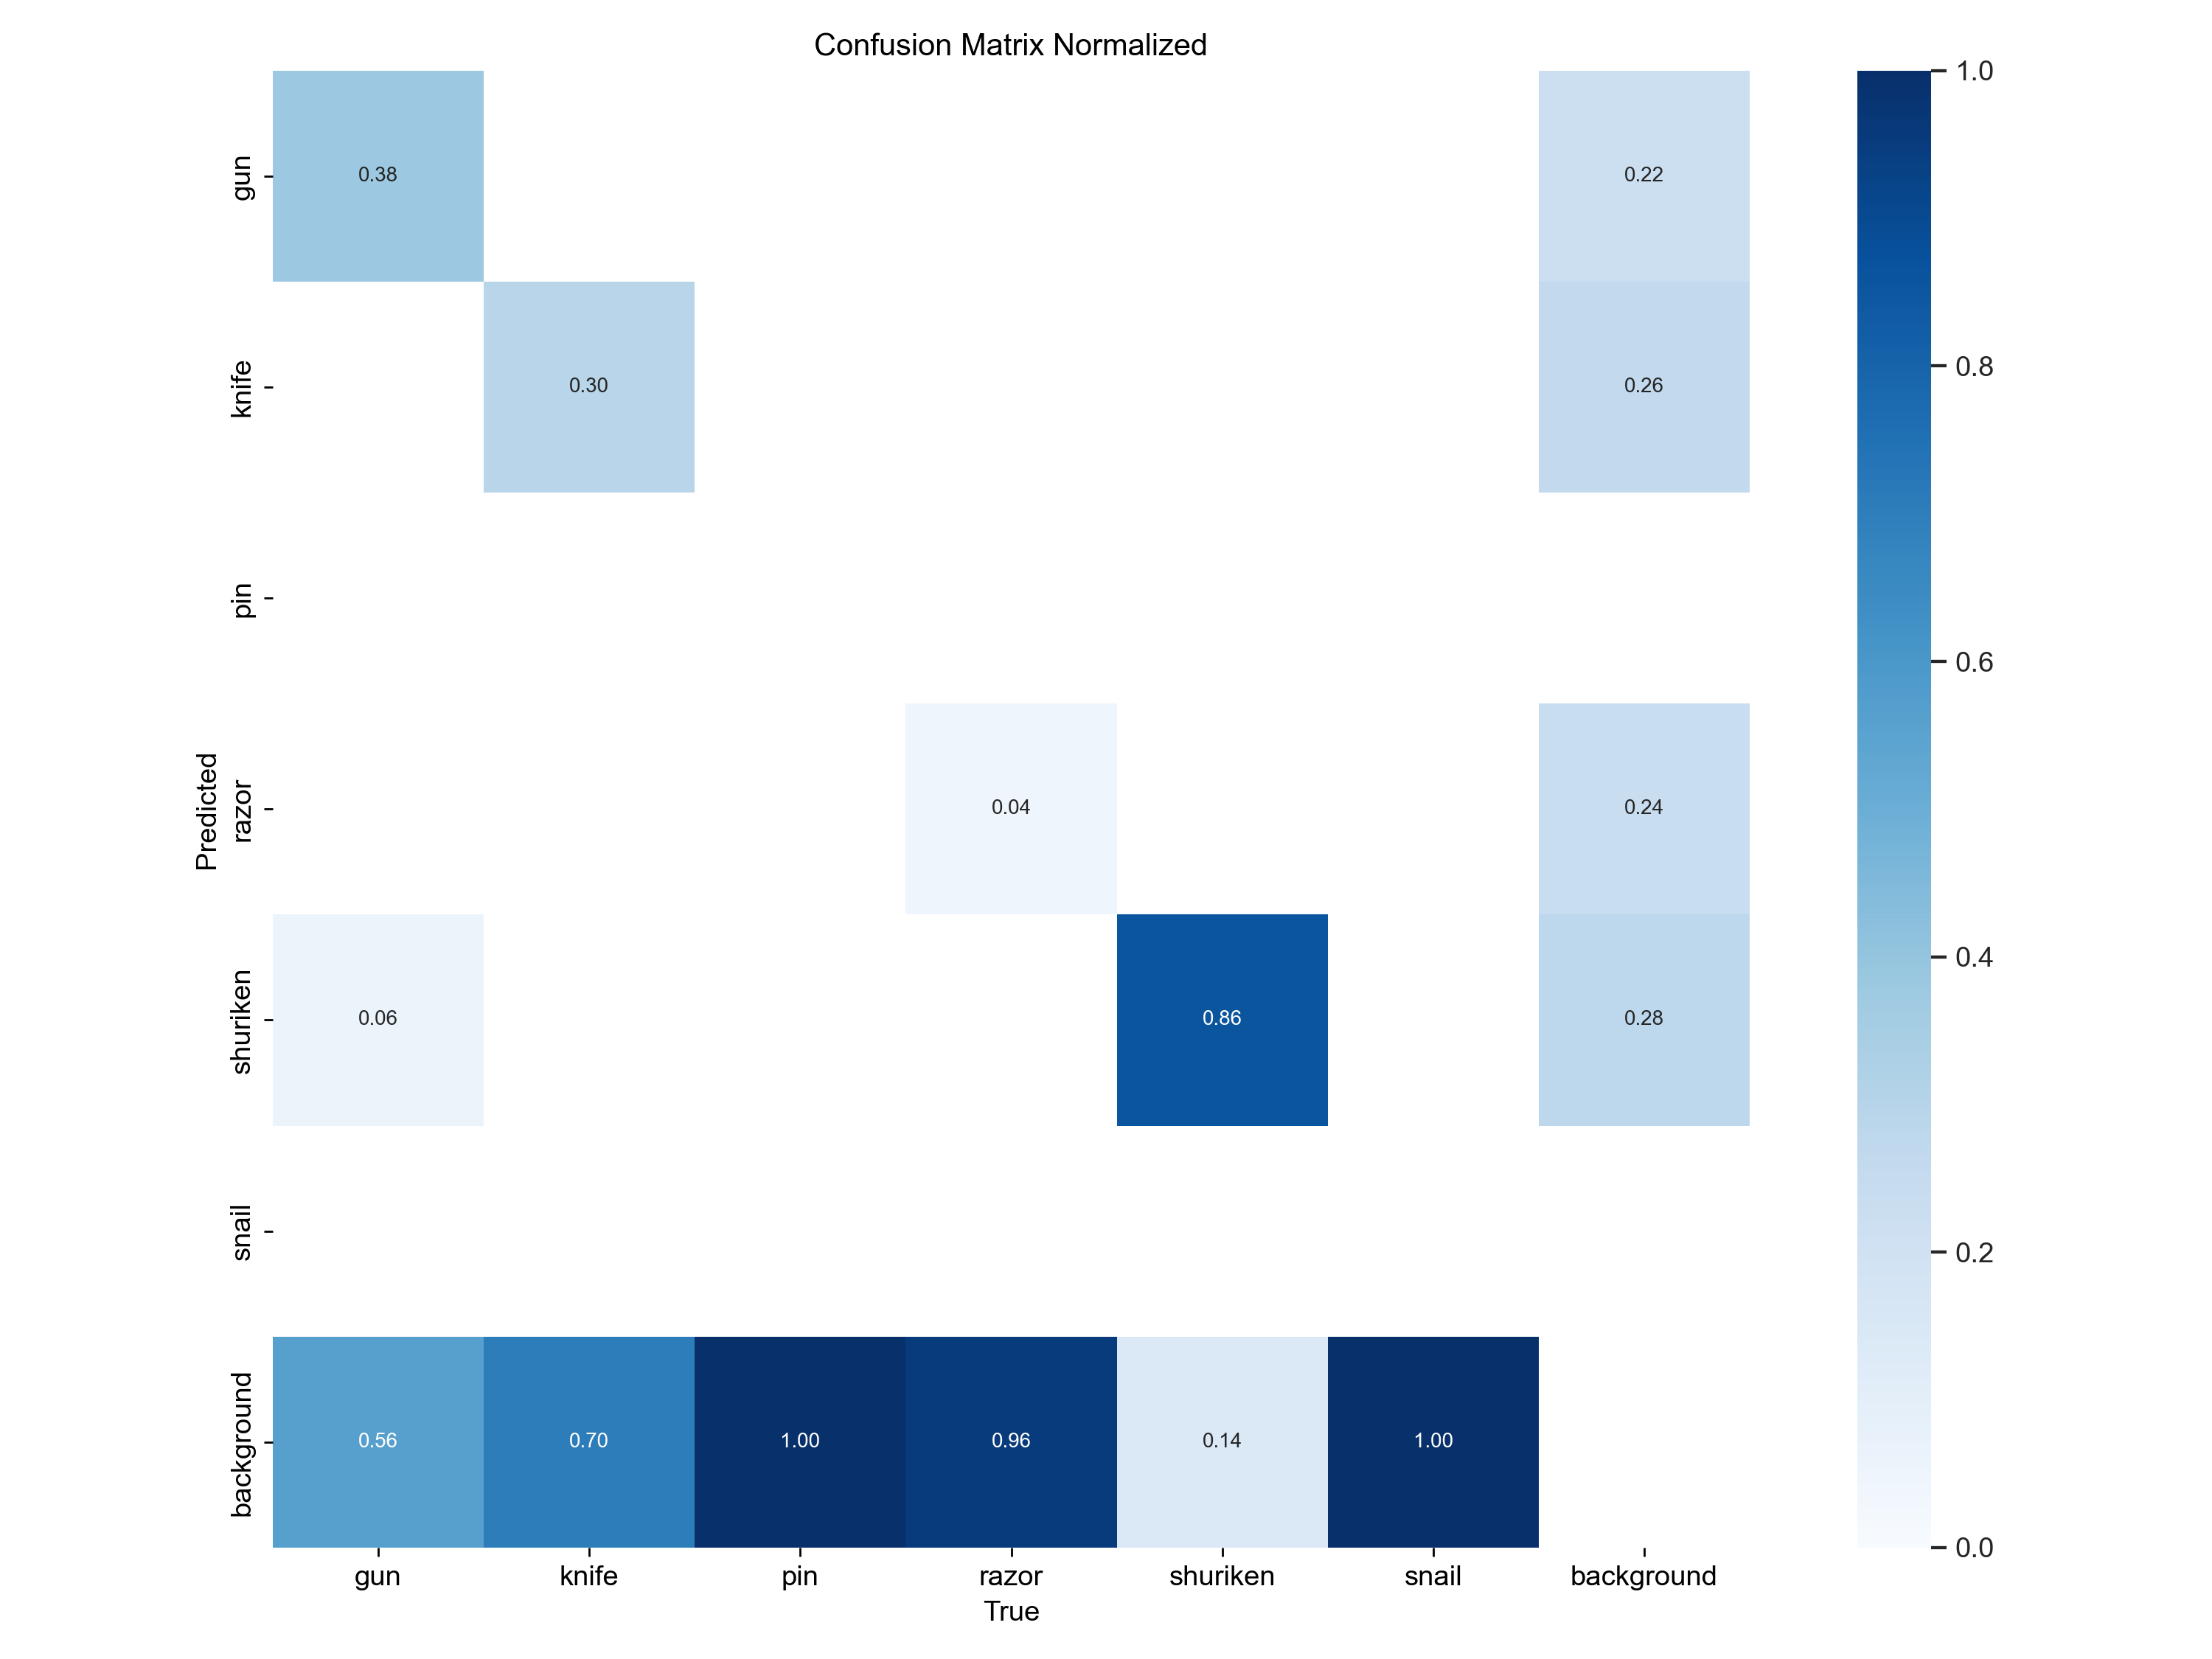 Confusion Matrix Normalized
1.0
gun
0.38
0.22
0.8
knife
0.30
0.26
pin
0.6
Predicted
razor
0.04
0.24
0.4
shuriken
0.06
0.86
0.28
snail
0.2
background
0.56
0.70
1.00
0.96
0.14
1.00
0.0
gun
knife
pin
razor
shuriken
snail
background
True